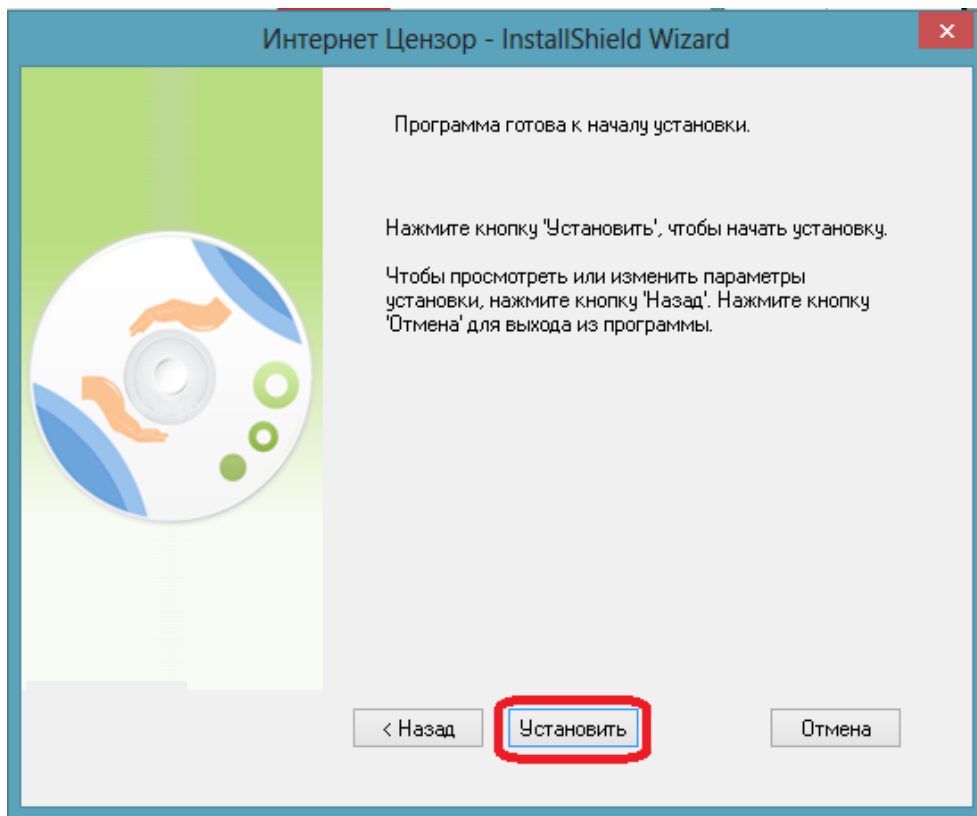 Интернет Цензор - InstallShield Wizard
Программа готова к началу установки.
Нажмите кнопку 'Установить', чтобы начать установку.
Чтобы просмотреть или изменить параметры
установки, нажмите кнопку 'Назад'. Нажмите кнопку
'Отмена' для выхода из программы.
< Назад
Установить
Отмена